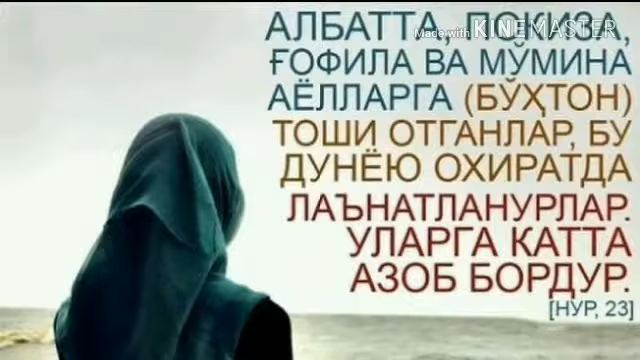 Made with KINEMASTER
АЛБАТТА, ПОКИЗА,
ҒОФИЛА ВА МЎМИНА
АЁЛЛАРГА (БЎҲТОН)
ТОШИ ОТГАНЛАР, БУ
ДУНЁЮ ОХИРАТДА
ЛАЪНАТЛАНУРЛАР.
УЛАРГА КАТТА
АЗОБ БОРДУР.
[НУР, 23]